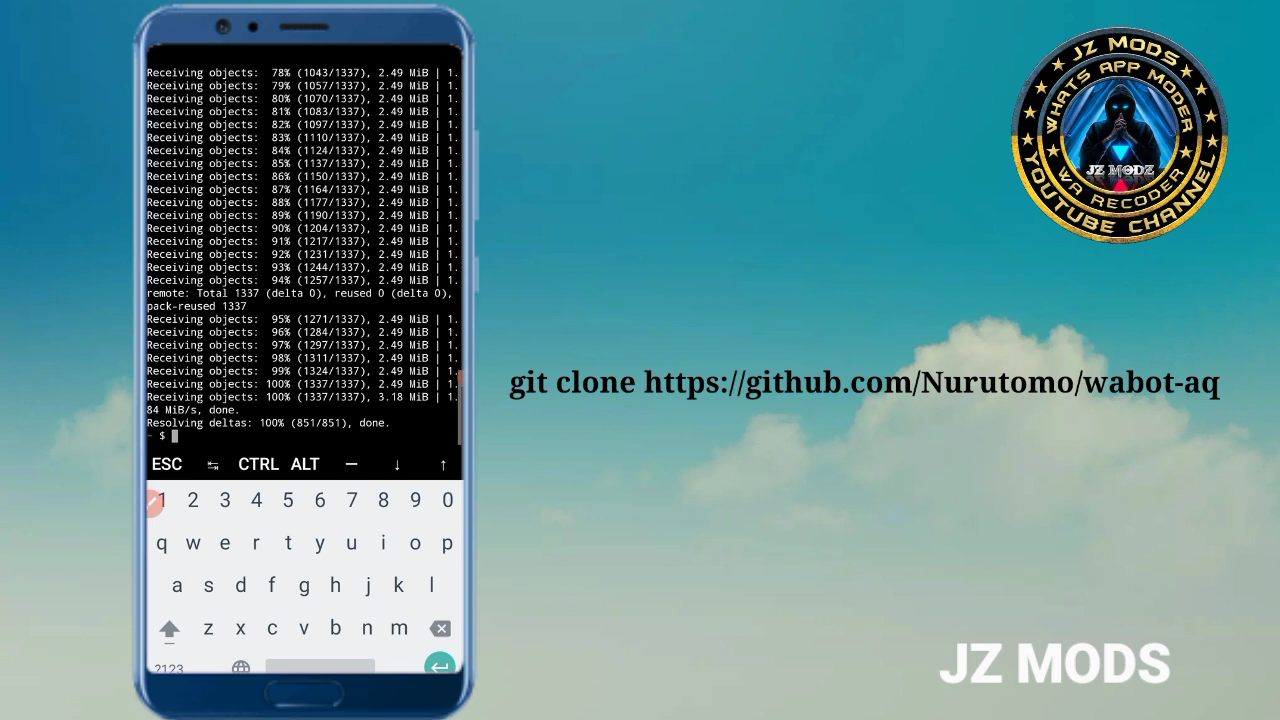 Receiving objects:  78% (1043/1337), 2.49 MiB | 1.
Receiving objects:  79% (1057/1337), 2.49 MiB | 1.
Receiving objects:  80% (1070/1337), 2.49 MiB | 1.
Receiving objects:  81% (1083/1337), 2.49 MiB | 1.
Receiving objects:  82% (1097/1337), 2.49 MiB | 1.
Receiving objects:  83% (1110/1337), 2.49 MiB | 1.
Receiving objects:  84% (1124/1337), 2.49 MiB | 1.
Receiving objects:  85% (1137/1337), 2.49 MiB | 1.
Receiving objects:  86% (1150/1337), 2.49 MiB | 1.
Receiving objects:  87% (1164/1337), 2.49 MiB | 1.
Receiving objects:  88% (1177/1337), 2.49 MiB | 1.
Receiving objects:  89% (1190/1337), 2.49 MiB | 1.
Receiving objects:  90% (1204/1337), 2.49 MiB | 1.
Receiving objects:  91% (1217/1337), 2.49 MiB | 1.
Receiving objects:  92% (1231/1337), 2.49 MiB | 1.
Receiving objects:  93% (1244/1337), 2.49 MiB | 1.
Receiving objects:  94% (1257/1337), 2.49 MiB | 1.
remote: Total 1337 (delta 0), reused 0 (delta 0),
pack-reused 1337
Receiving objects:  95% (1271/1337), 2.49 MiB | 1.
Receiving objects:  96% (1284/1337), 2.49 MiB | 1.
Receiving objects:  97% (1297/1337), 2.49 MiB | 1.
Receiving objects:  98% (1311/1337), 2.49 MiB | 1.
Receiving objects:  99% (1324/1337), 2.49 MiB | 1.
Receiving objects: 100% (1337/1337), 2.49 MiB | 1.
Receiving objects: 100% (1337/1337), 3.18 MiB | 1.
84 MiB/s, done.
Resolving deltas: 100% (851/851), done.
~ $
ESC ↹ CTRL ALT — ↓ ↑
1 2 3 4 5 6 7 8 9 0
q w e r t y u i o p
a s d f g h j k l
z x c v b n m
?123
JZ MODS
WHATS APP MODER
JZ MODZ
WA RECODER
YOUTUBE CHANNEL
git clone https://github.com/Nurutomo/wabot-aq
JZ MODS